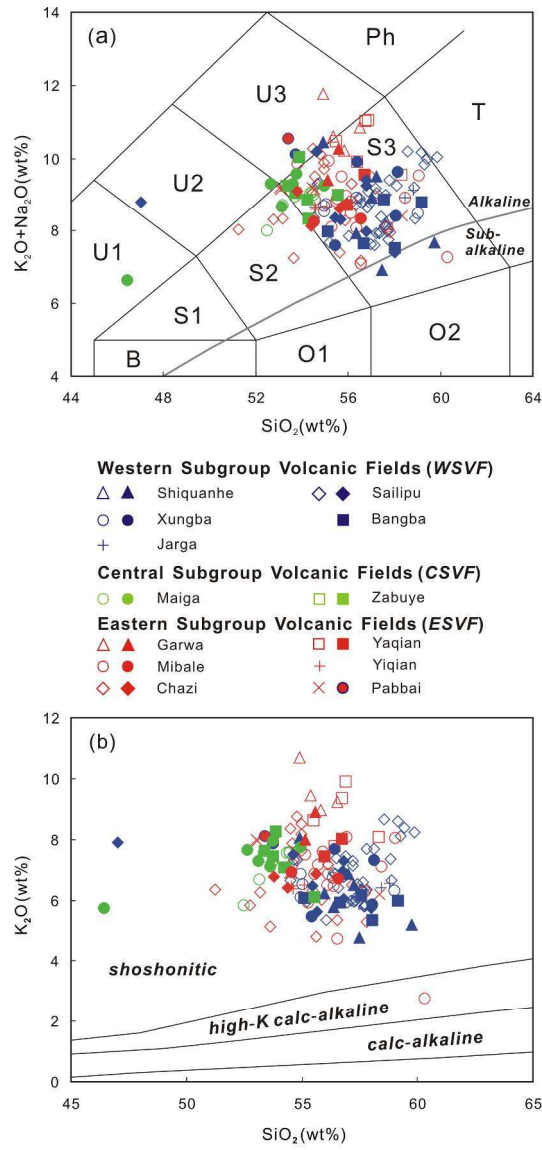 (a)
Ph
U3
T
S3
U2
Alkaline
Sub-
alkaline
U1
S2
S1
O2
O1
B
14
12
10
8
6
4
K₂O+Na₂O(wt%)
44 48 52 56 60 64
SiO₂(wt%)
Western Subgroup Volcanic Fields (WSVF)
Shiquanhe Sailipu
Xungba Bangba
Jarga
Central Subgroup Volcanic Fields (CSVF)
Maiga Zabuye
Eastern Subgroup Volcanic Fields (ESVF)
Garwa Yaqian
Mibale Yiqian
Chazi Pabbai
(b)
12
10
8
6
4
2
0
K₂O(wt%)
shoshonitic
high-K calc-alkaline
calc-alkaline
45 50 55 60 65
SiO₂(wt%)